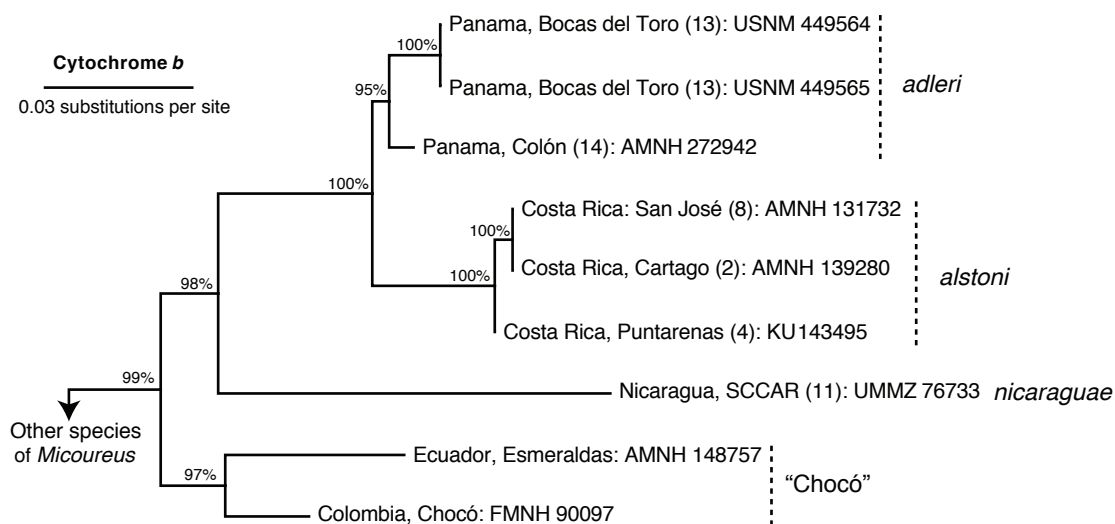 Cytochrome b
0.03 substitutions per site
Panama, Bocas del Toro (13): USNM 449564
100%
Panama, Bocas del Toro (13): USNM 449565
adleri
95%
Panama, Colón (14): AMNH 272942
100%
Costa Rica: San José (8): AMNH 131732
100%
Costa Rica, Cartago (2): AMNH 139280
100%
alstoni
98%
Costa Rica, Puntarenas (4): KU143495
99%
Nicaragua, SCCAR (11): UMMZ 76733
nicaraguae
Other species
of Micoureus
Ecuador, Esmeraldas: AMNH 148757
97%
“Chocó”
Colombia, Chocó: FMNH 90097